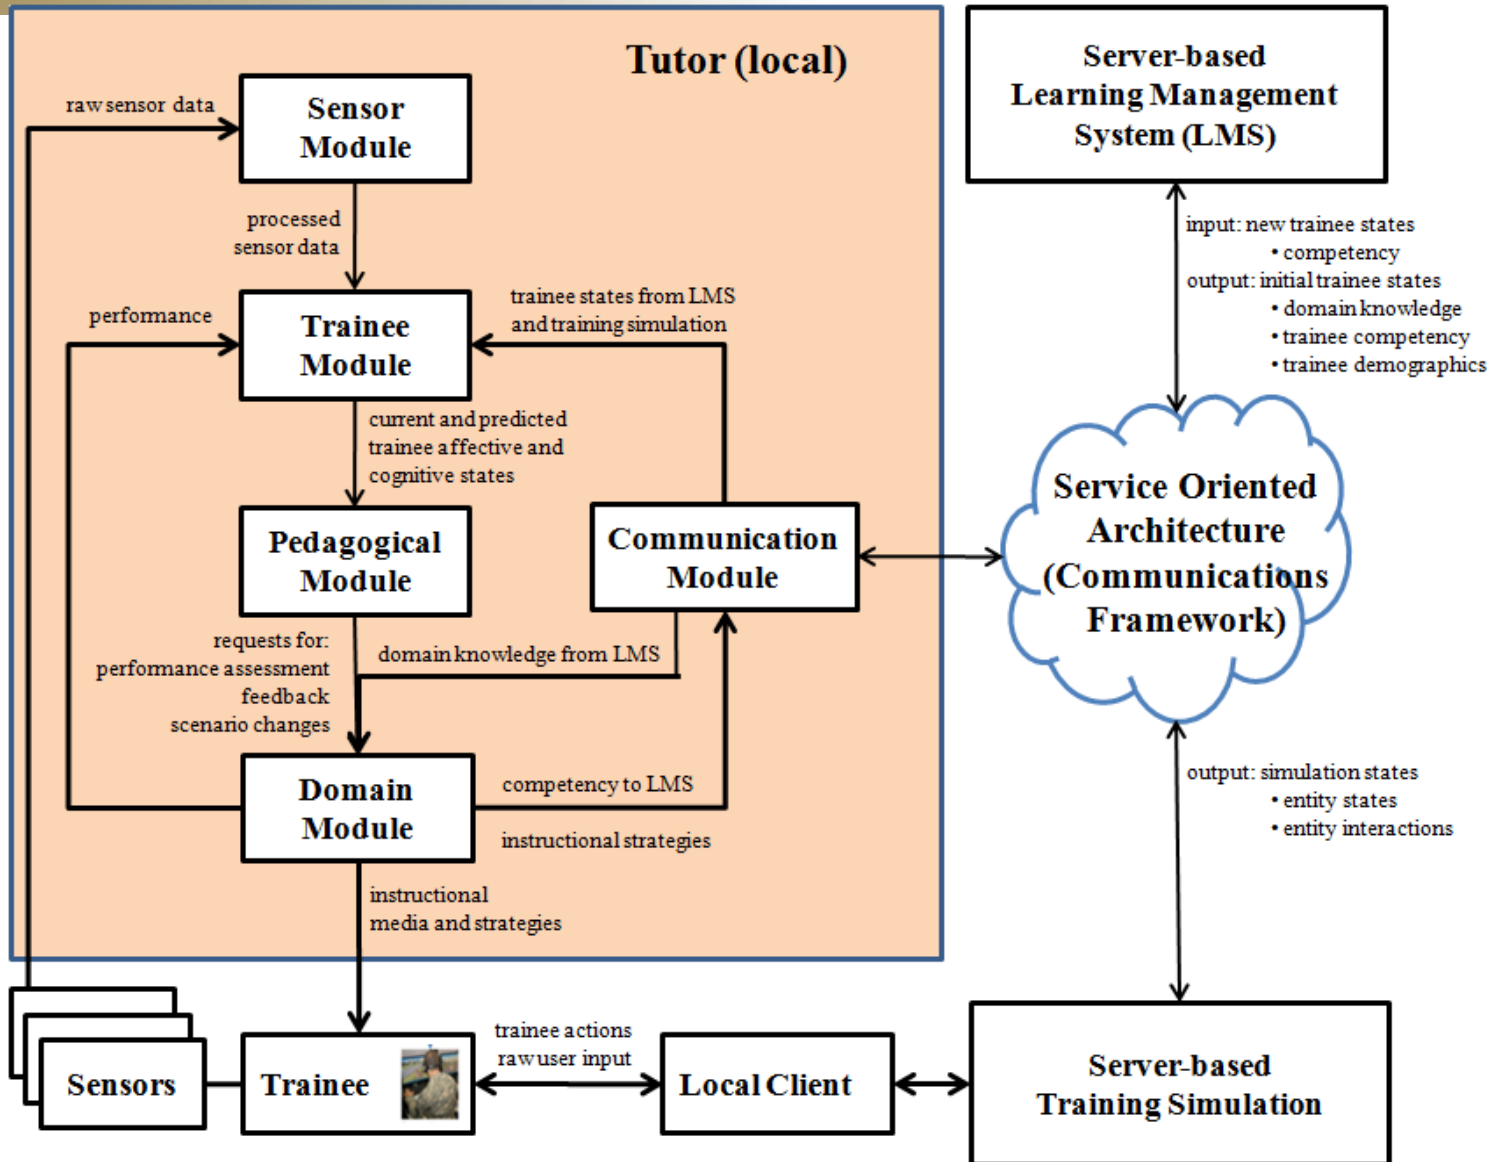 Tutor (local)
raw sensor data
Sensor
Module
processed
sensor data
performance
Trainee
Module
trainee states from LMS
and training simulation
current and predicted
trainee affective and
cognitive states
Pedagogical
Module
Communication
Module
requests for:
performance assessment
feedback
scenario changes
domain knowledge from LMS
Domain
Module
competency to LMS
instructional strategies
instructional
media and strategies
Sensors
Trainee
trainee actions
raw user input
Local Client
Server-based
Learning Management
System (LMS)
input: new trainee states
• competency
output: initial trainee states
• domain knowledge
• trainee competency
• trainee demographics
Service Oriented
Architecture
(Communications
Framework)
output: simulation states
• entity states
• entity interactions
Server-based
Training Simulation